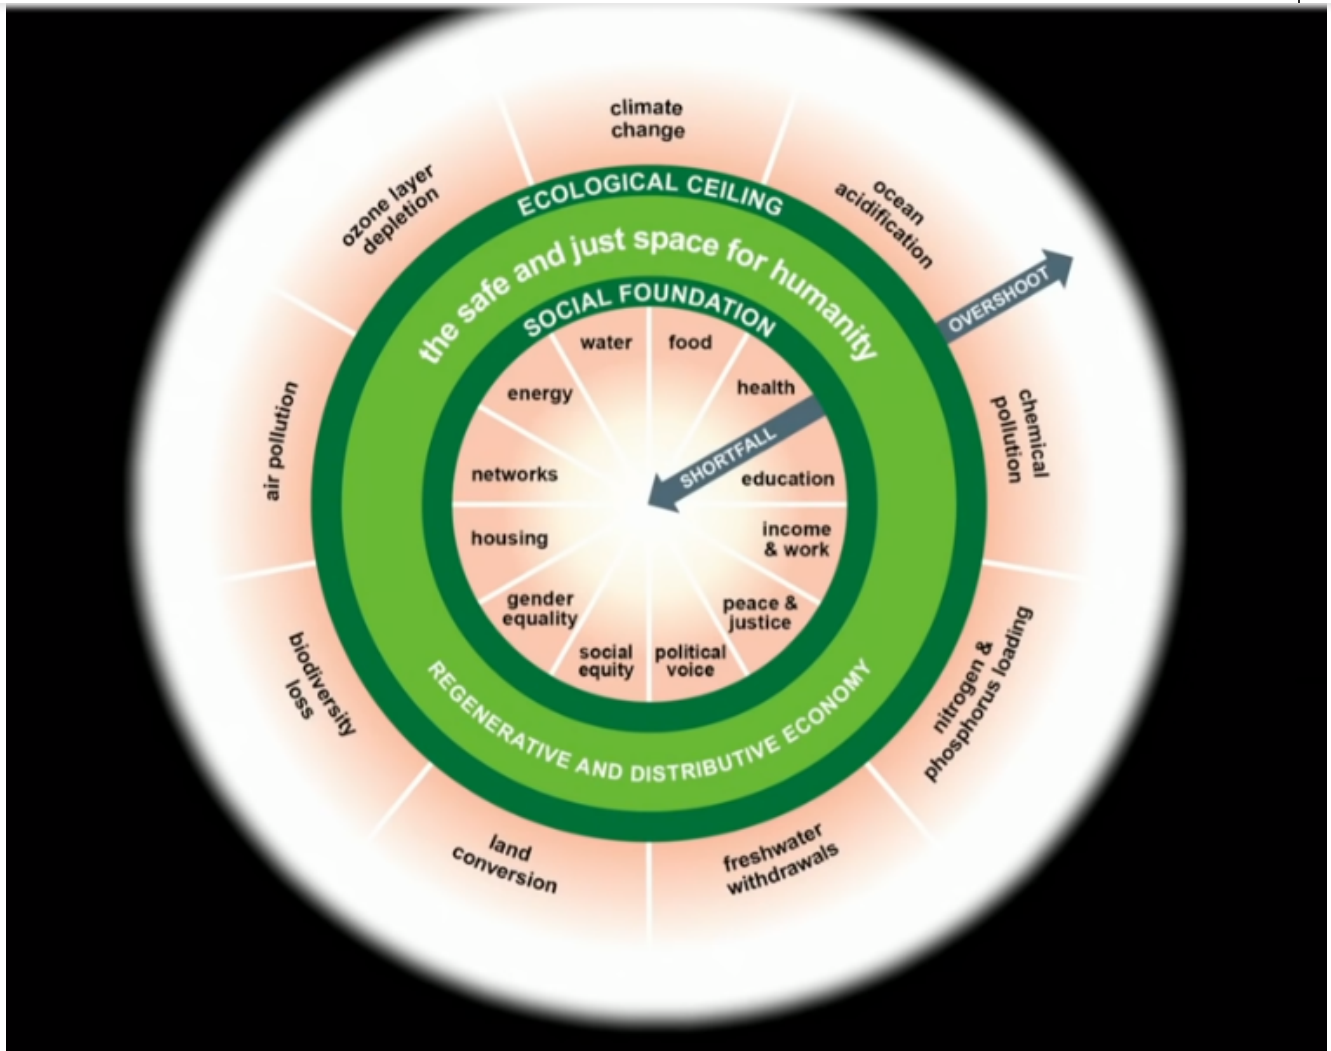 climate
change
ozone layer
depletion
ocean
acidification
ECOLOGICAL CEILING
the safe and just space for humanity
OVERSHOOT
SOCIAL FOUNDATION
water
food
energy
health
air pollution
chemical
pollution
SHORTFALL
networks
education
housing
income
& work
gender
equality
peace &
justice
social
equity
political
voice
biodiversity
loss
nitrogen &
phosphorus loading
REGENERATIVE AND DISTRIBUTIVE ECONOMY
land
conversion
freshwater
withdrawals